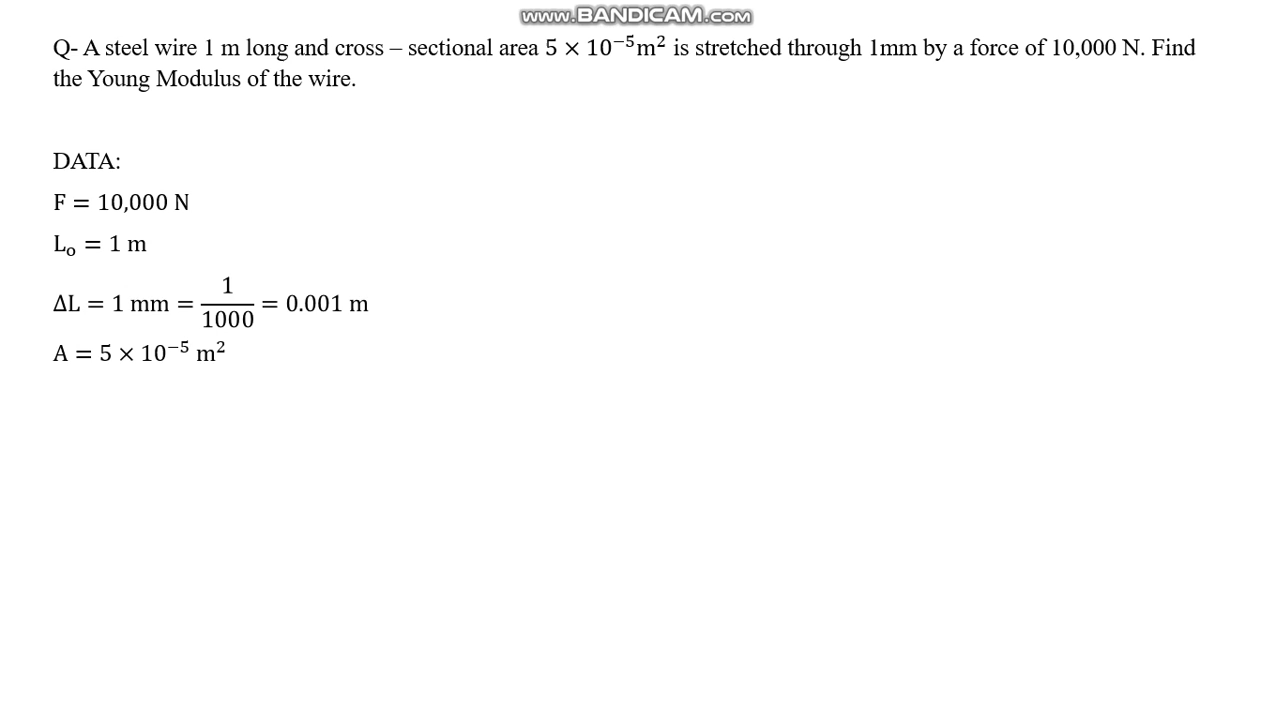 www.BANDICAM.com
Q- A steel wire 1 m long and cross – sectional area 5 × 10⁻⁵m² is stretched through 1mm by a force of 10,000 N. Find
the Young Modulus of the wire.
DATA:
F = 10,000 N
Lₒ = 1 m
ΔL = 1 mm = 1/1000 = 0.001 m
A = 5 × 10⁻⁵ m²